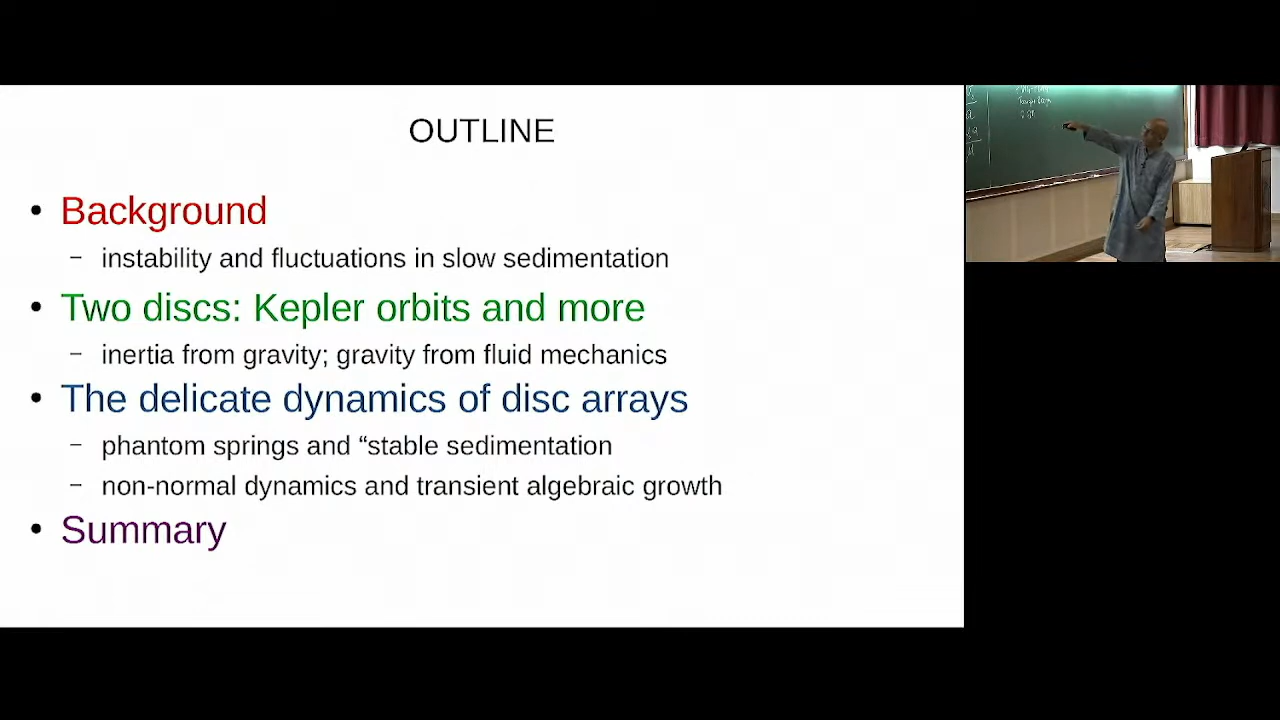 OUTLINE
• Background
– instability and fluctuations in slow sedimentation
• Two discs: Kepler orbits and more
– inertia from gravity; gravity from fluid mechanics
• The delicate dynamics of disc arrays
– phantom springs and “stable sedimentation
– non-normal dynamics and transient algebraic growth
• Summary